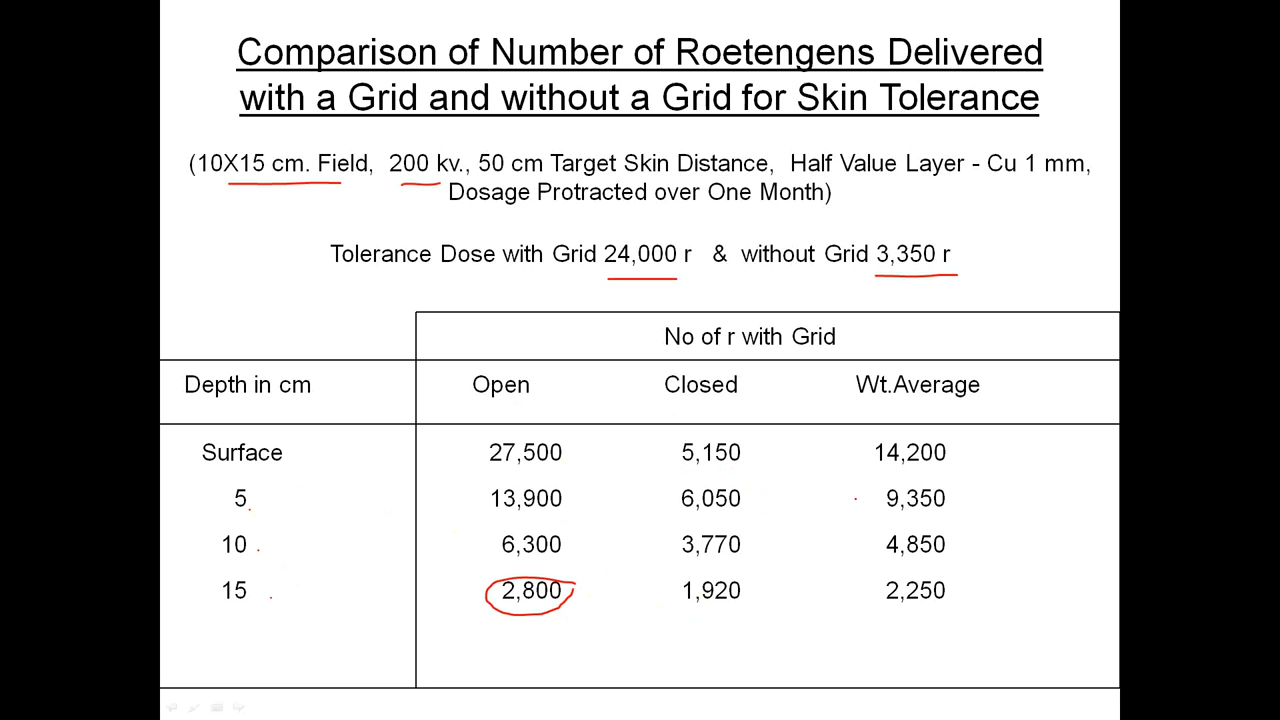 Comparison of Number of Roetengens Delivered
with a Grid and without a Grid for Skin Tolerance
(10X15 cm. Field, 200 kv., 50 cm Target Skin Distance, Half Value Layer - Cu 1 mm,
Dosage Protracted over One Month)
Tolerance Dose with Grid 24,000 r & without Grid 3,350 r
No of r with Grid
Depth in cm Open Closed Wt.Average
Surface 27,500 5,150 14,200
5 13,900 6,050 9,350
10 6,300 3,770 4,850
15 2,800 1,920 2,250